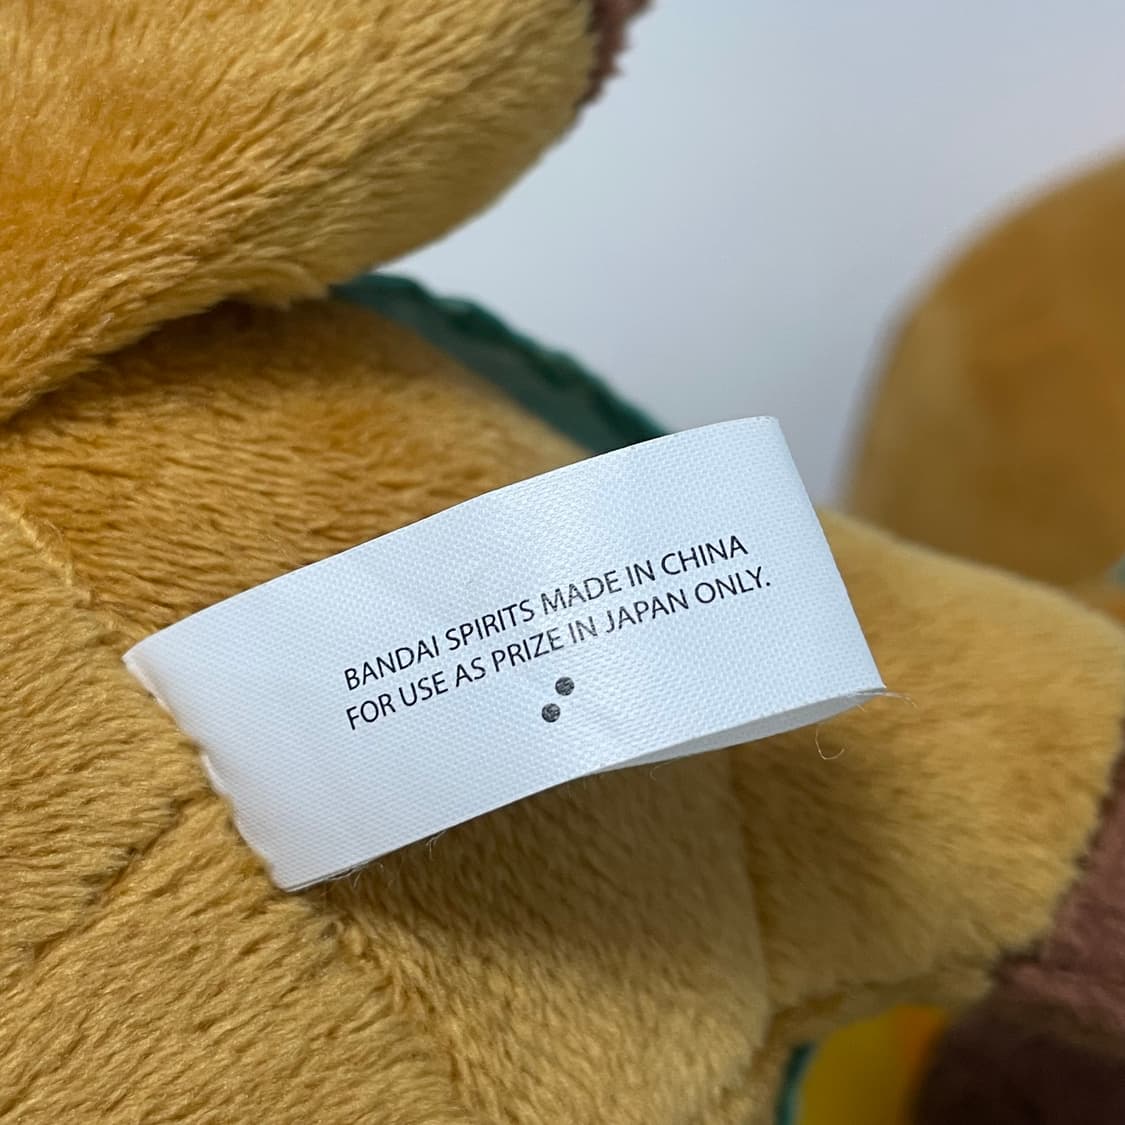 BANDAI SPIRITS MADE IN CHINA
FOR USE AS PRIZE IN JAPAN ONLY.